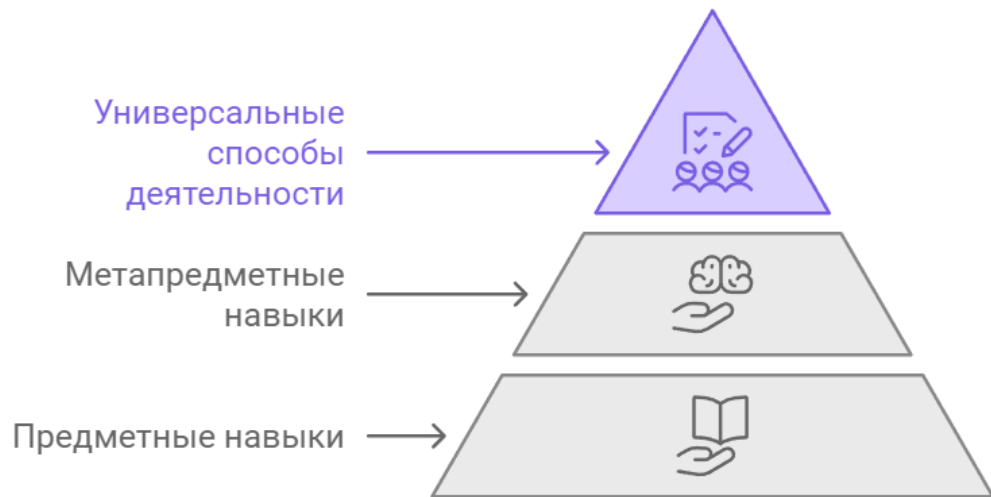 Универсальные
способы
деятельности
Метапредметные
навыки
Предметные навыки